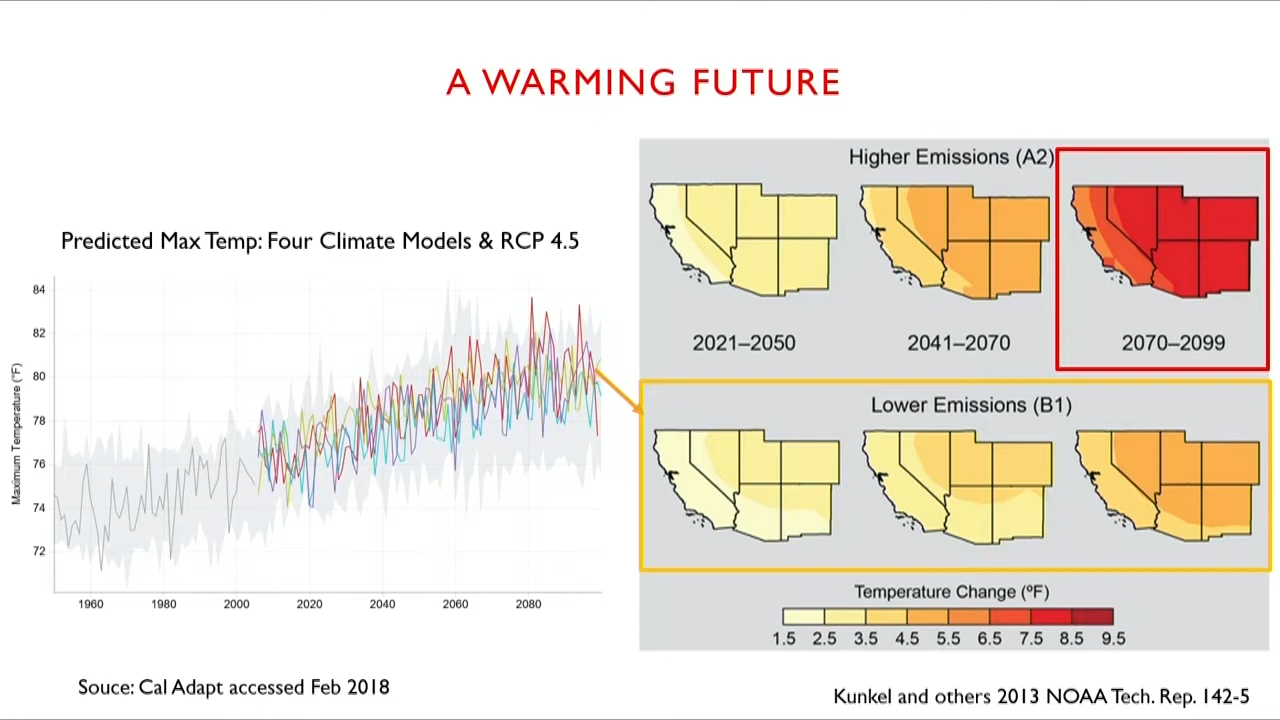 A WARMING FUTURE
Predicted Max Temp: Four Climate Models & RCP 4.5
Maximum Temperature (°F)
84
82
80
78
76
74
72
1960 1980 2000 2020 2040 2060 2080
Souce: Cal Adapt accessed Feb 2018
Higher Emissions (A2)
2021–2050 2041–2070 2070–2099
Lower Emissions (B1)
Temperature Change (ºF)
1.5 2.5 3.5 4.5 5.5 6.5 7.5 8.5 9.5
Kunkel and others 2013 NOAA Tech. Rep. 142-5